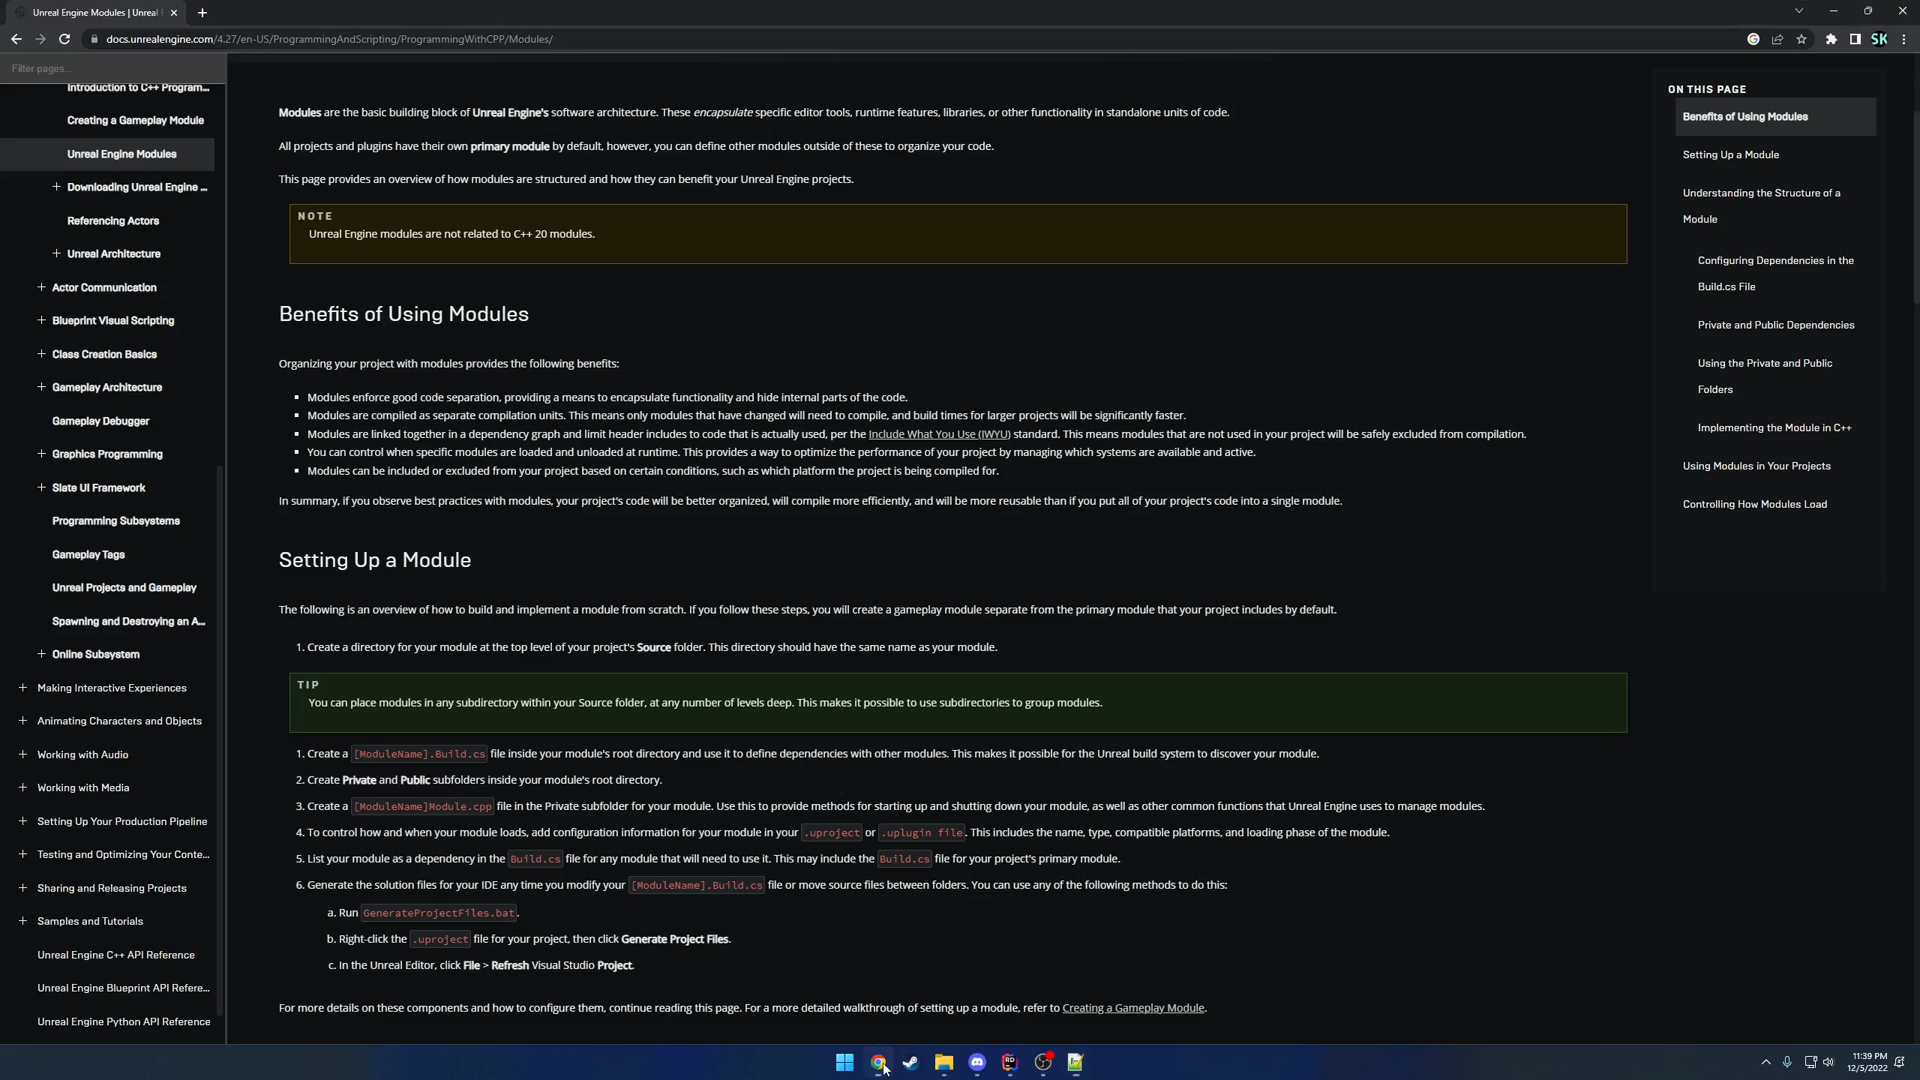 Unreal Engine Modules | Unreal
docs.unrealengine.com/4.27/en-US/ProgrammingAndScripting/ProgrammingWithCPP/Modules/
SK
Filter pages...
Introduction to C++ Program...
Creating a Gameplay Module
Unreal Engine Modules
Downloading Unreal Engine ...
Referencing Actors
Unreal Architecture
Actor Communication
Blueprint Visual Scripting
Class Creation Basics
Gameplay Architecture
Gameplay Debugger
Graphics Programming
Slate UI Framework
Programming Subsystems
Gameplay Tags
Unreal Projects and Gameplay
Spawning and Destroying an A...
Online Subsystem
Making Interactive Experiences
Animating Characters and Objects
Working with Audio
Working with Media
Setting Up Your Production Pipeline
Testing and Optimizing Your Conte...
Sharing and Releasing Projects
Samples and Tutorials
Unreal Engine C++ API Reference
Unreal Engine Blueprint API Refere...
Unreal Engine Python API Reference
Modules are the basic building block of Unreal Engine's software architecture. These encapsulate specific editor tools, runtime features, libraries, or other functionality in standalone units of code.
All projects and plugins have their own primary module by default, however, you can define other modules outside of these to organize your code.
This page provides an overview of how modules are structured and how they can benefit your Unreal Engine projects.
NOTE
Unreal Engine modules are not related to C++ 20 modules.
Benefits of Using Modules
Organizing your project with modules provides the following benefits:
▪ Modules enforce good code separation, providing a means to encapsulate functionality and hide internal parts of the code.
▪ Modules are compiled as separate compilation units. This means only modules that have changed will need to compile, and build times for larger projects will be significantly faster.
▪ Modules are linked together in a dependency graph and limit header includes to code that is actually used, per the Include What You Use (IWYU) standard. This means modules that are not used in your project will be safely excluded from compilation.
▪ You can control when specific modules are loaded and unloaded at runtime. This provides a way to optimize the performance of your project by managing which systems are available and active.
▪ Modules can be included or excluded from your project based on certain conditions, such as which platform the project is being compiled for.
In summary, if you observe best practices with modules, your project's code will be better organized, will compile more efficiently, and will be more reusable than if you put all of your project's code into a single module.
Setting Up a Module
The following is an overview of how to build and implement a module from scratch. If you follow these steps, you will create a gameplay module separate from the primary module that your project includes by default.
1. Create a directory for your module at the top level of your project's Source folder. This directory should have the same name as your module.
TIP
You can place modules in any subdirectory within your Source folder, at any number of levels deep. This makes it possible to use subdirectories to group modules.
1. Create a [ModuleName].Build.cs file inside your module's root directory and use it to define dependencies with other modules. This makes it possible for the Unreal build system to discover your module.
2. Create Private and Public subfolders inside your module's root directory.
3. Create a [ModuleName]Module.cpp file in the Private subfolder for your module. Use this to provide methods for starting up and shutting down your module, as well as other common functions that Unreal Engine uses to manage modules.
4. To control how and when your module loads, add configuration information for your module in your .uproject or .uplugin file. This includes the name, type, compatible platforms, and loading phase of the module.
5. List your module as a dependency in the Build.cs file for any module that will need to use it. This may include the Build.cs file for your project's primary module.
6. Generate the solution files for your IDE any time you modify your [ModuleName].Build.cs file or move source files between folders. You can use any of the following methods to do this:
a. Run GenerateProjectFiles.bat.
b. Right-click the .uproject file for your project, then click Generate Project Files.
c. In the Unreal Editor, click File > Refresh Visual Studio Project.
For more details on these components and how to configure them, continue reading this page. For a more detailed walkthrough of setting up a module, refer to Creating a Gameplay Module.
ON THIS PAGE
Benefits of Using Modules
Setting Up a Module
Understanding the Structure of a
Module
Configuring Dependencies in the
Build.cs File
Private and Public Dependencies
Using the Private and Public
Folders
Implementing the Module in C++
Using Modules in Your Projects
Controlling How Modules Load
RD
11:39 PM
12/5/2022